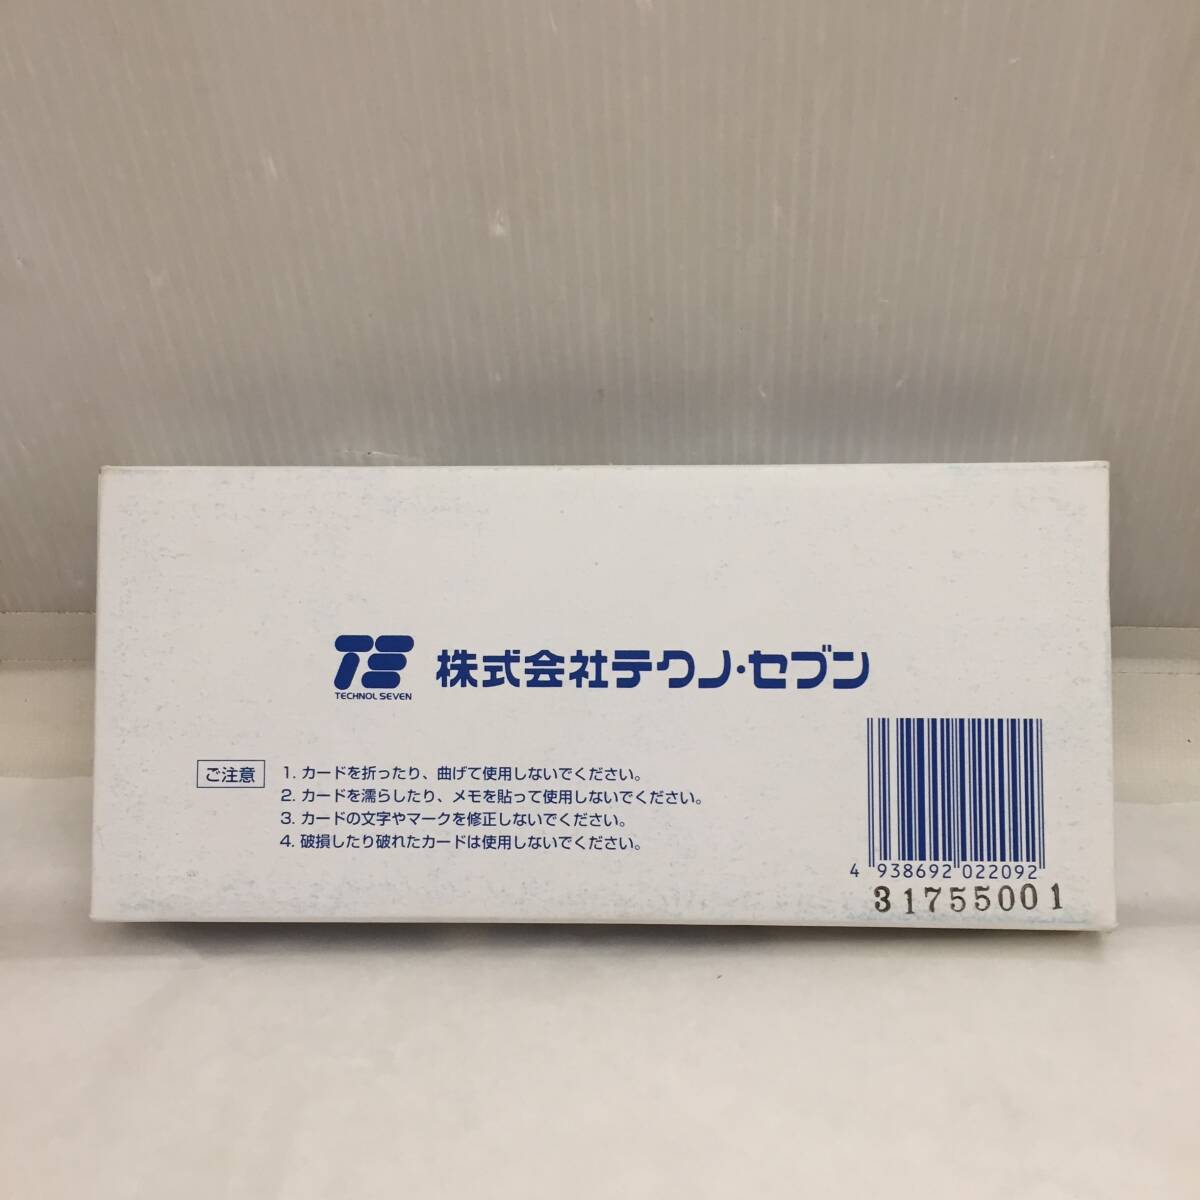 TECHNOL SEVEN
株式会社テクノ・セブン
ご注意
1. カードを折ったり、曲げて使用しないでください。
2. カードを濡らしたり、メモを貼って使用しないでください。
3. カードの文字やマークを修正しないでください。
4. 破損したり破れたカードは使用しないでください。
4 938692 022092
31755001